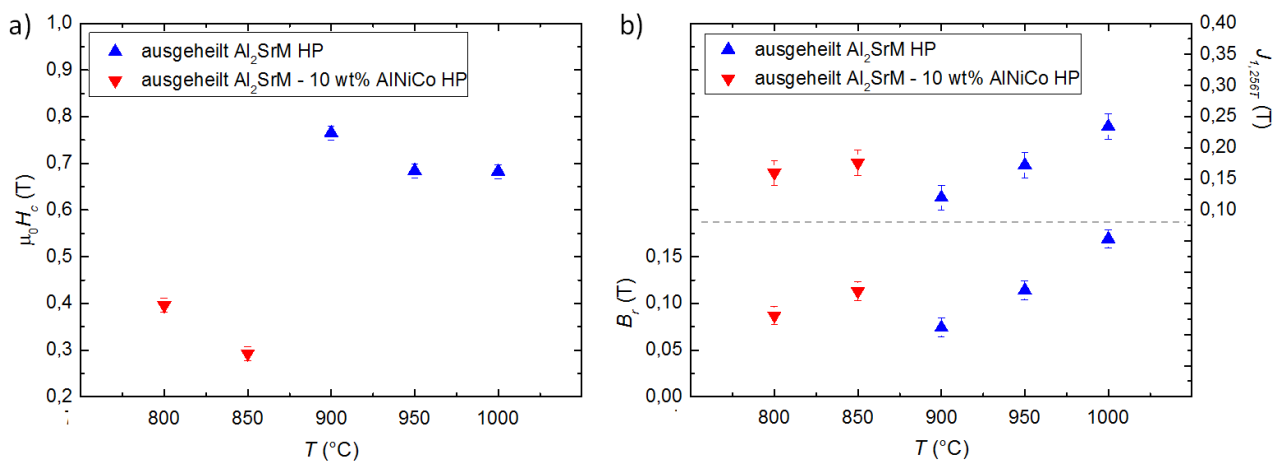 a)
ausgeheilt Al₂SrM HP
ausgeheilt Al₂SrM - 10 wt% AlNiCo HP
1,0
0,9
0,8
0,7
0,6
0,5
0,4
0,3
0,2
μ₀H_c (T)
800 850 900 950 1000
T (°C)
b)
ausgeheilt Al₂SrM HP
ausgeheilt Al₂SrM - 10 wt% AlNiCo HP
0,40
0,35
0,30
0,25
0,20
0,15
0,10
J_1,256T (T)
0,15
0,10
0,05
0,00
B_r (T)
800 850 900 950 1000
T (°C)